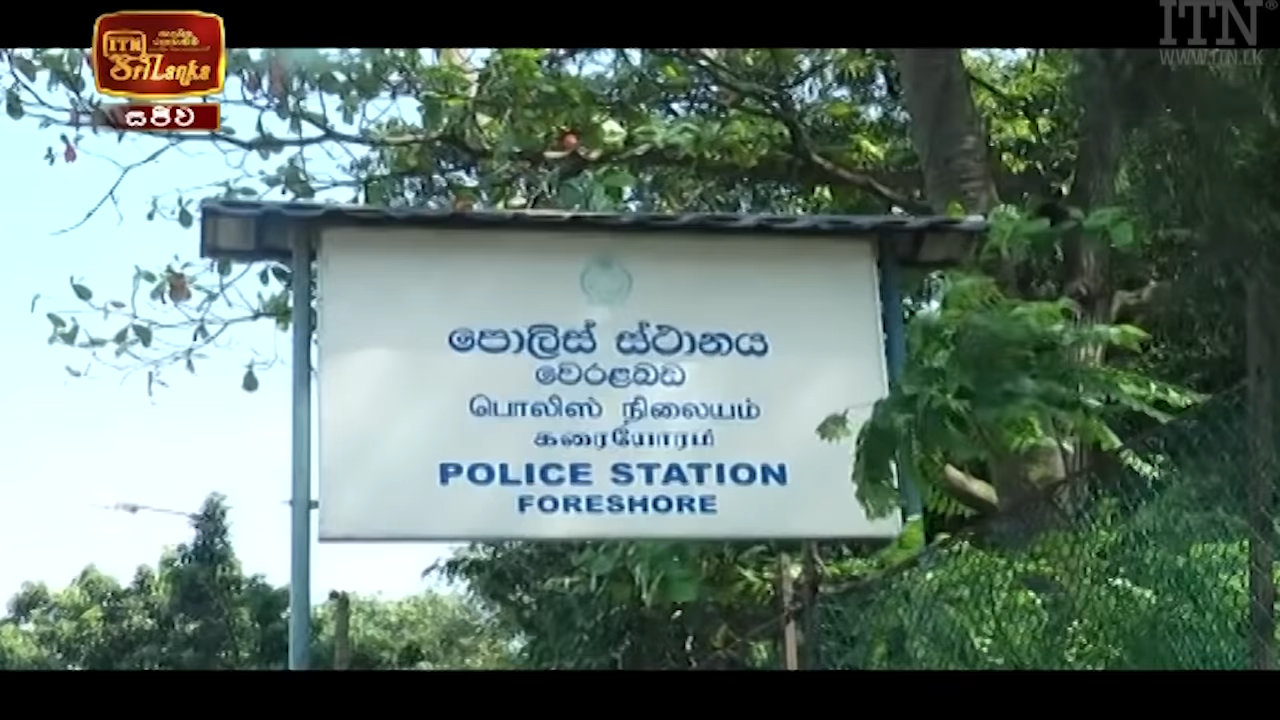 ITN
SriLanka
සජීව
ITN
WWW.ITN.LK
පොලිස් ස්ථානය
වෙරළබඩ
பொலிஸ் நிலையம்
கரையோரம்
POLICE STATION
FORESHORE